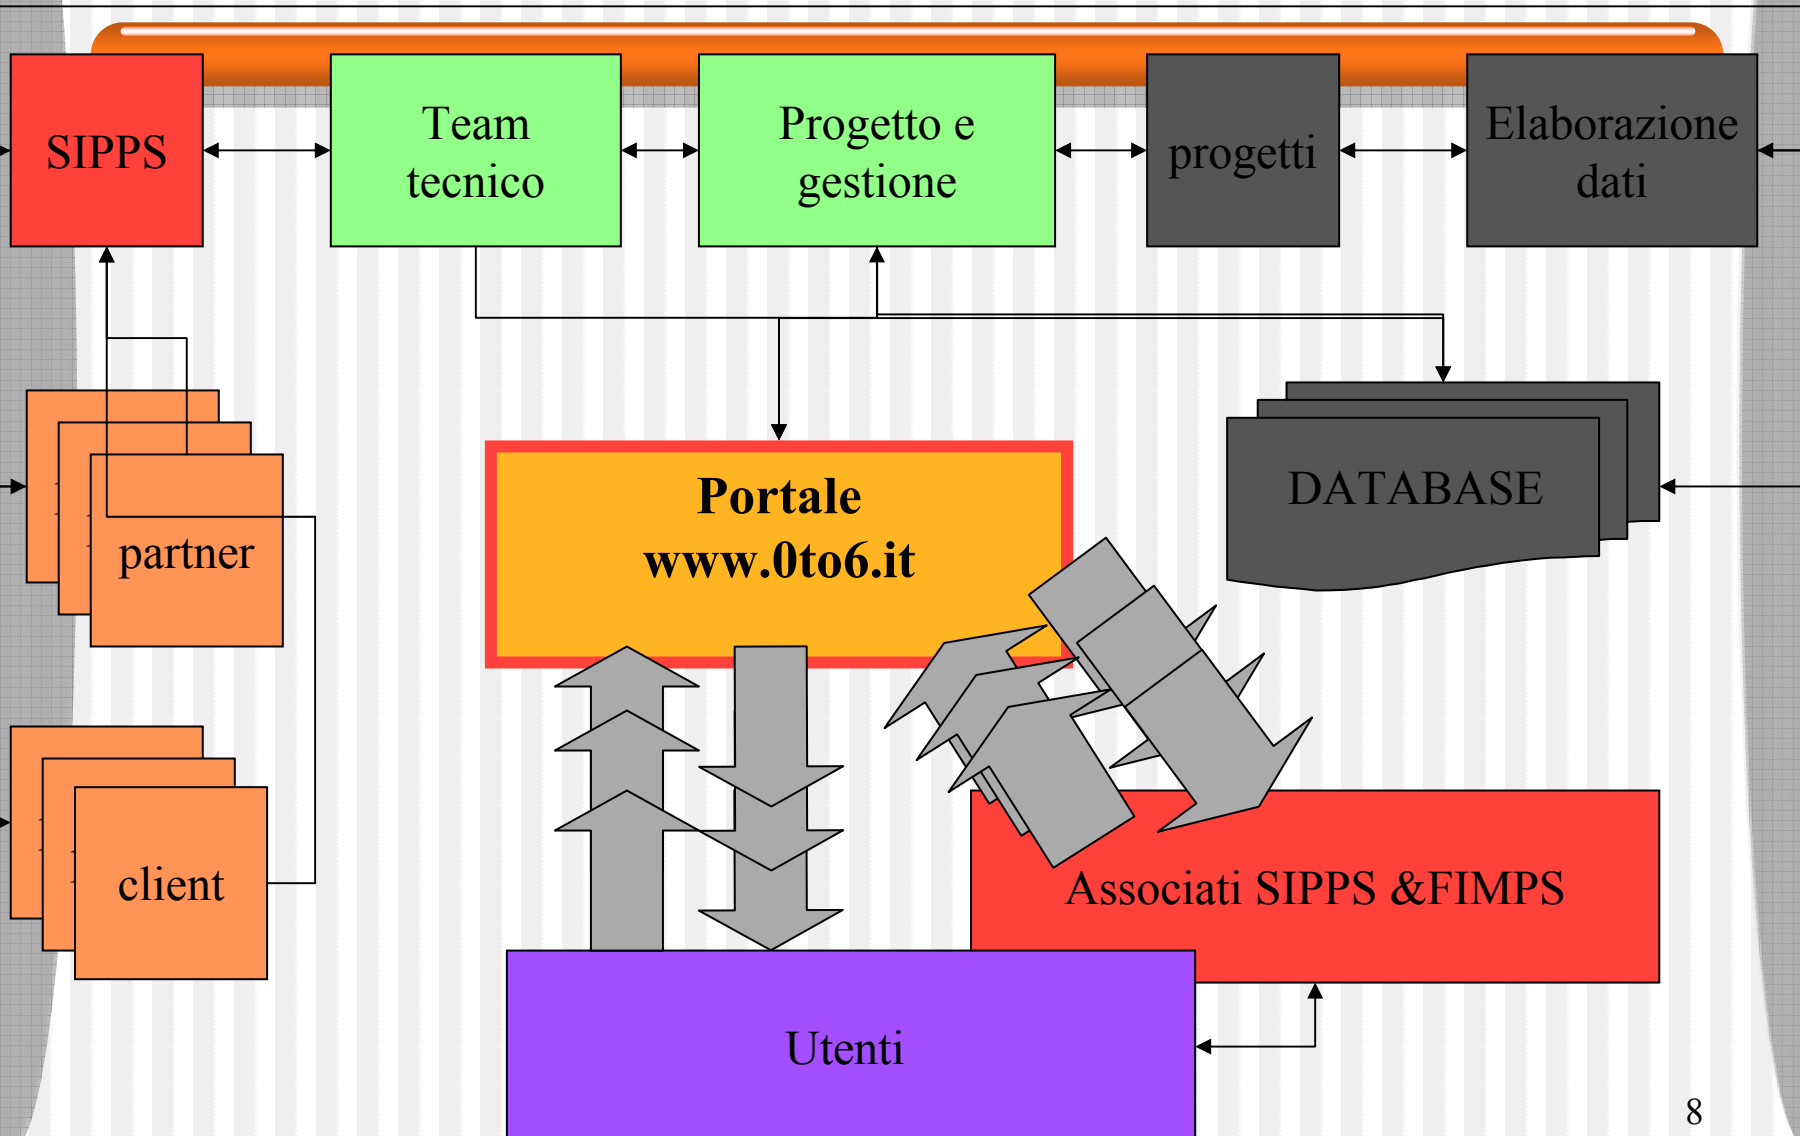 SIPPS
Team
tecnico
Progetto e
gestione
progetti
Elaborazione
dati
Portale
www.0to6.it
DATABASE
partner
client
Associati SIPPS &FIMPS
Utenti
8